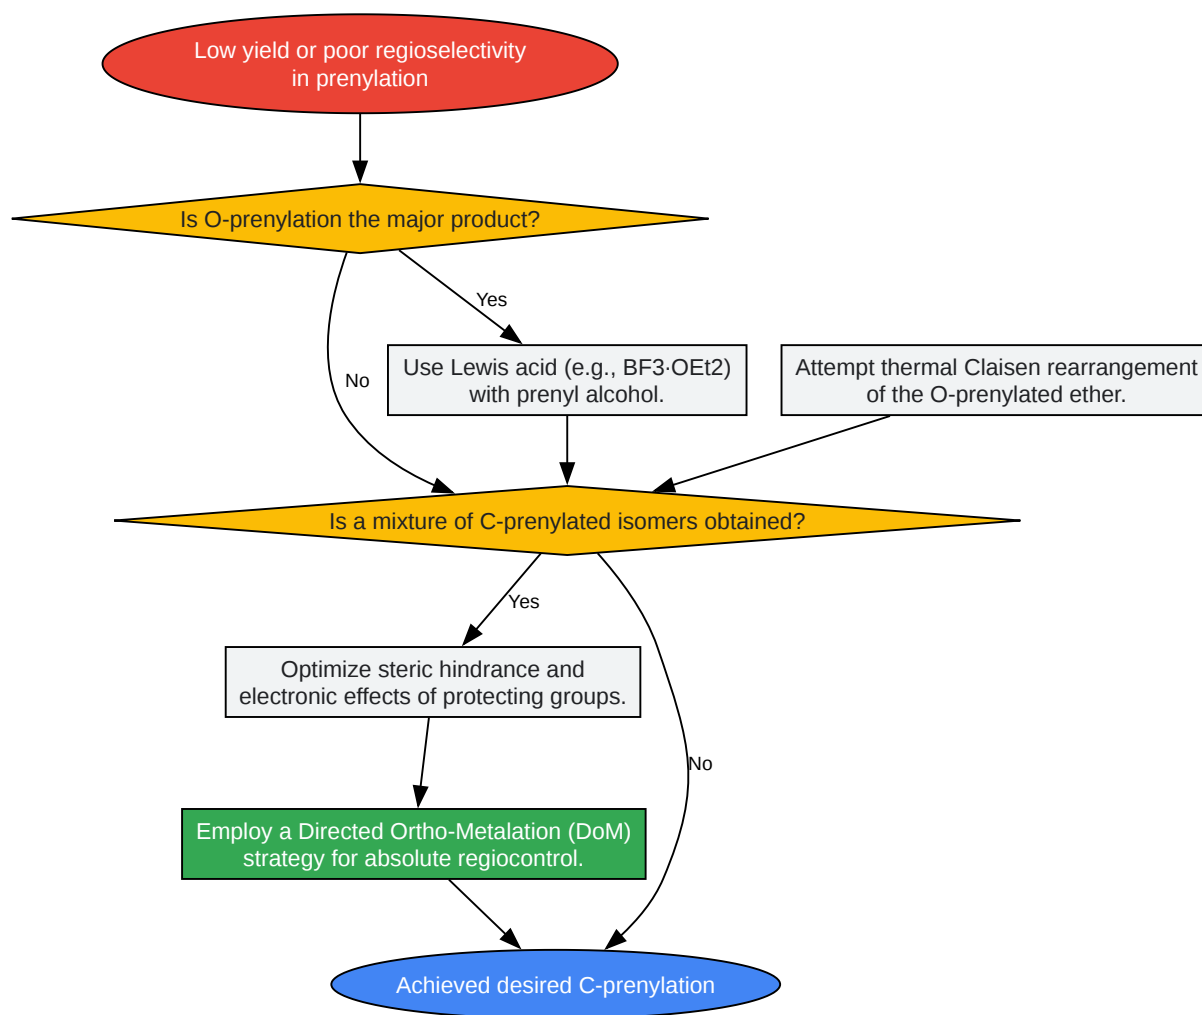 Low yield or poor regioselectivity
in prenylation
Is O-prenylation the major product?
Yes
No
Use Lewis acid (e.g., BF3·OEt2)
with prenyl alcohol.
Attempt thermal Claisen rearrangement
of the O-prenylated ether.
Is a mixture of C-prenylated isomers obtained?
Yes
Optimize steric hindrance and
electronic effects of protecting groups.
No
Employ a Directed Ortho-Metalation (DoM)
strategy for absolute regiocontrol.
Achieved desired C-prenylation